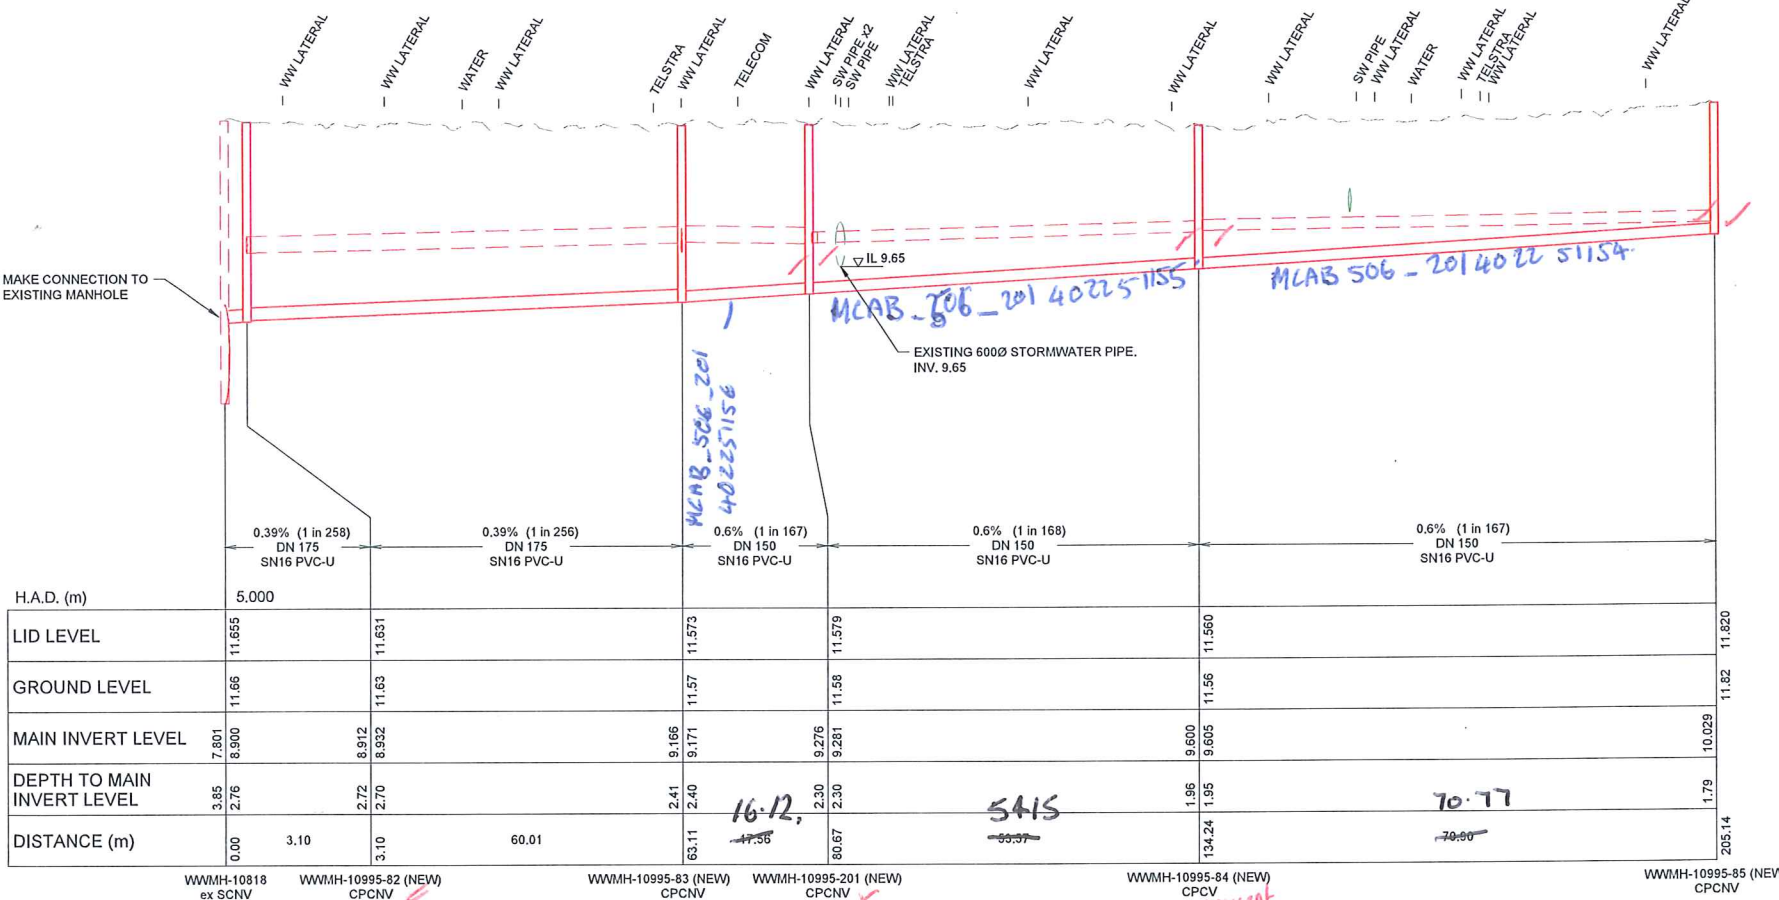 WW LATERAL
WW LATERAL
WATER
WW LATERAL
TELSTRA
WW LATERAL
TELECOM
WW LATERAL
SW PIPE x2
SW PIPE
WW LATERAL
TELSTRA
WW LATERAL
WW LATERAL
WW LATERAL
SW PIPE
WW LATERAL
WATER
WW LATERAL
TELSTRA
WW LATERAL
WW LATERAL
MAKE CONNECTION TO
EXISTING MANHOLE
IL 9.65
MCAB_506_201 402251155
MCAB 506_201 4022 51154
EXISTING 600Ø STORMWATER PIPE.
INV. 9.65
MCAB_506_201
402251156
0.39% (1 in 258)
DN 175
SN16 PVC-U
0.39% (1 in 256)
DN 175
SN16 PVC-U
0.6% (1 in 167)
DN 150
SN16 PVC-U
0.6% (1 in 168)
DN 150
SN16 PVC-U
0.6% (1 in 167)
DN 150
SN16 PVC-U
H.A.D. (m) 5.000
LID LEVEL 11.655 11.631 11.573 11.579 11.560 11.820
GROUND LEVEL 11.66 11.63 11.57 11.58 11.56 11.82
MAIN INVERT LEVEL 7.801 8.900 8.912 8.932 9.166 9.171 9.276 9.281 9.600 9.605 10.029
DEPTH TO MAIN
INVERT LEVEL 3.85 2.76 2.72 2.70 2.41 2.40 2.30 2.30 1.96 1.95 1.79
16.12, 54.15 70.77
DISTANCE (m) 0.00 3.10 3.10 60.01 63.11 17.56 80.67 53.57 134.24 70.90 205.14
WWMH-10818
ex SCNV
WWMH-10995-82 (NEW)
CPCNV
WWMH-10995-83 (NEW)
CPCNV
WWMH-10995-201 (NEW)
CPCNV
WWMH-10995-84 (NEW)
CPCV
WWMH-10995-85 (NEW
CPCNV